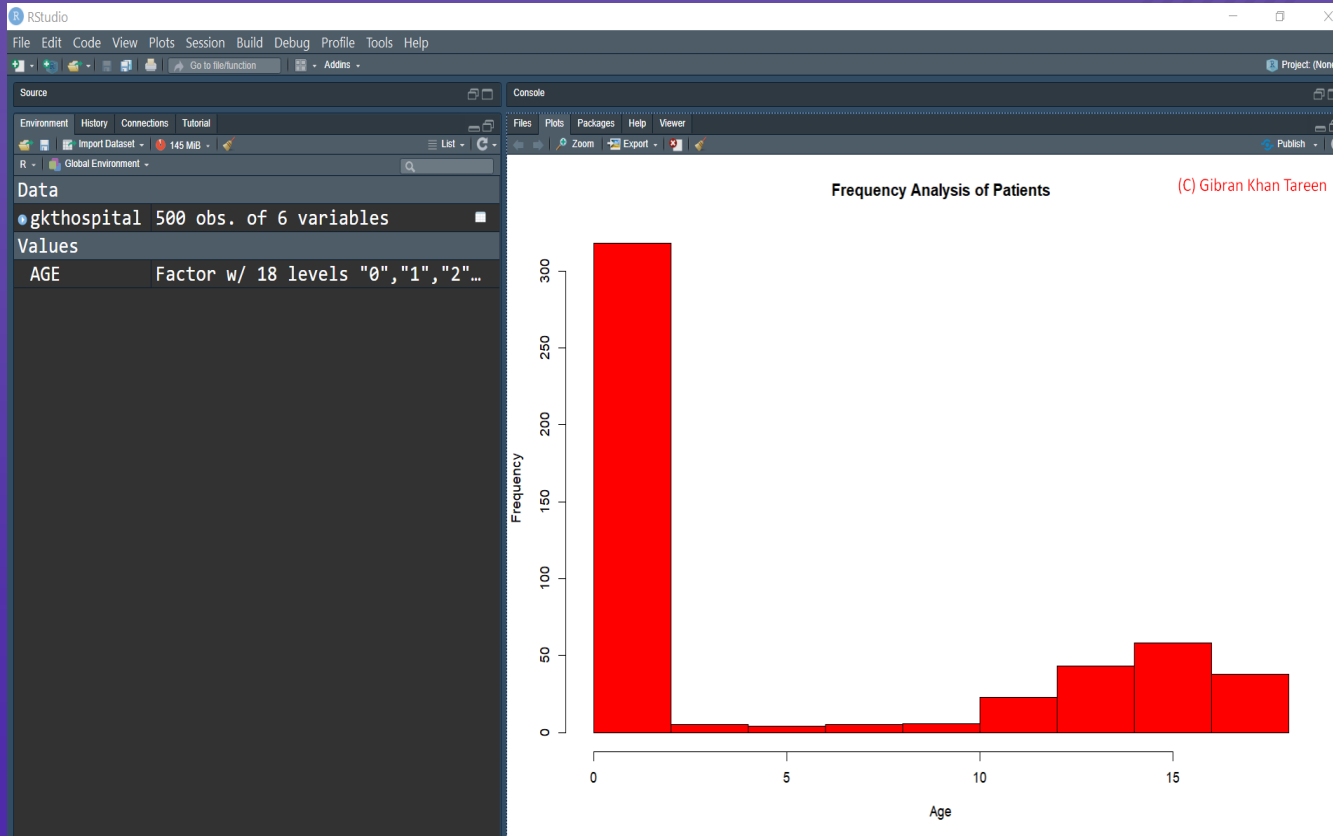 RStudio
File Edit Code View Plots Session Build Debug Profile Tools Help
Go to file/function Addins Project: (None
Source
Environment History Connections Tutorial
Import Dataset 145 MiB List
R Global Environment
Data
gkthospital 500 obs. of 6 variables
Values
AGE Factor w/ 18 levels "0","1","2"…
Console
Files Plots Packages Help Viewer
Zoom Export Publish
Frequency Analysis of Patients
(C) Gibran Khan Tareen
Frequency
300
250
200
150
100
50
0
0 5 10 15
Age